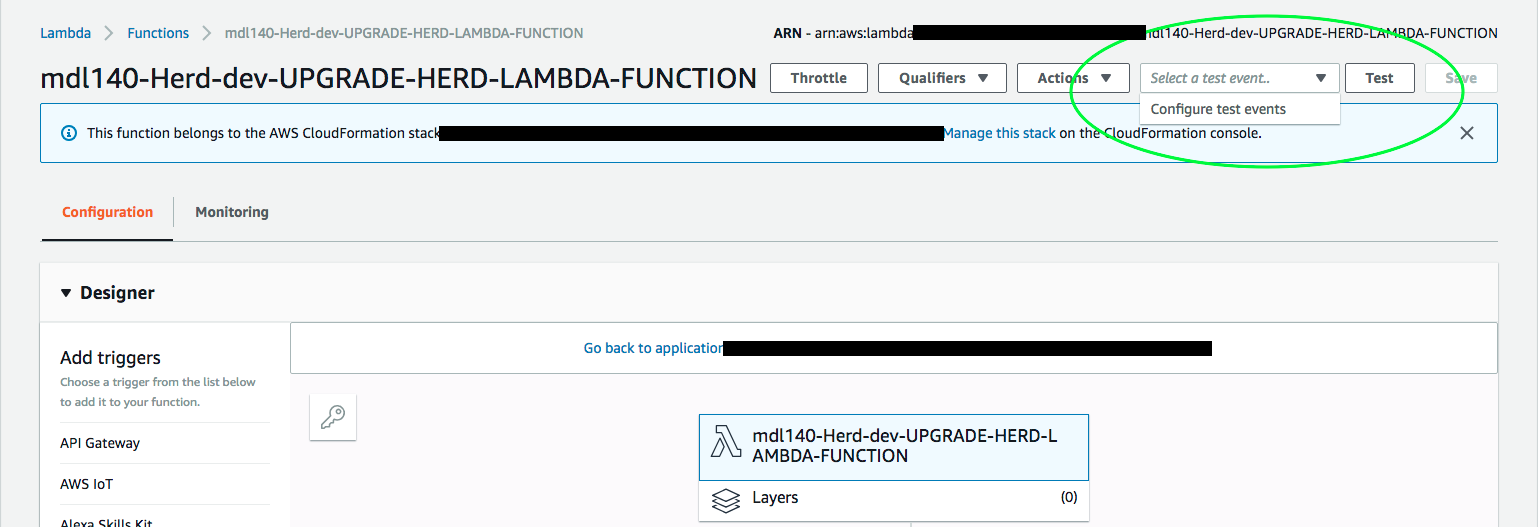 Lambda > Functions > mdl140-Herd-dev-UPGRADE-HERD-LAMBDA-FUNCTION
ARN - arn:aws:lambda mdl140-Herd-dev-UPGRADE-HERD-LAMBDA-FUNCTION
mdl140-Herd-dev-UPGRADE-HERD-LAMBDA-FUNCTION
Throttle
Qualifiers
Actions
Select a test event..
Test
Save
Configure test events
This function belongs to the AWS CloudFormation stack Manage this stack on the CloudFormation console.
Configuration
Monitoring
Designer
Add triggers
Choose a trigger from the list below
to add it to your function.
API Gateway
AWS IoT
Alexa Skills Kit
Go back to application
mdl140-Herd-dev-UPGRADE-HERD-L
AMBDA-FUNCTION
Layers
(0)